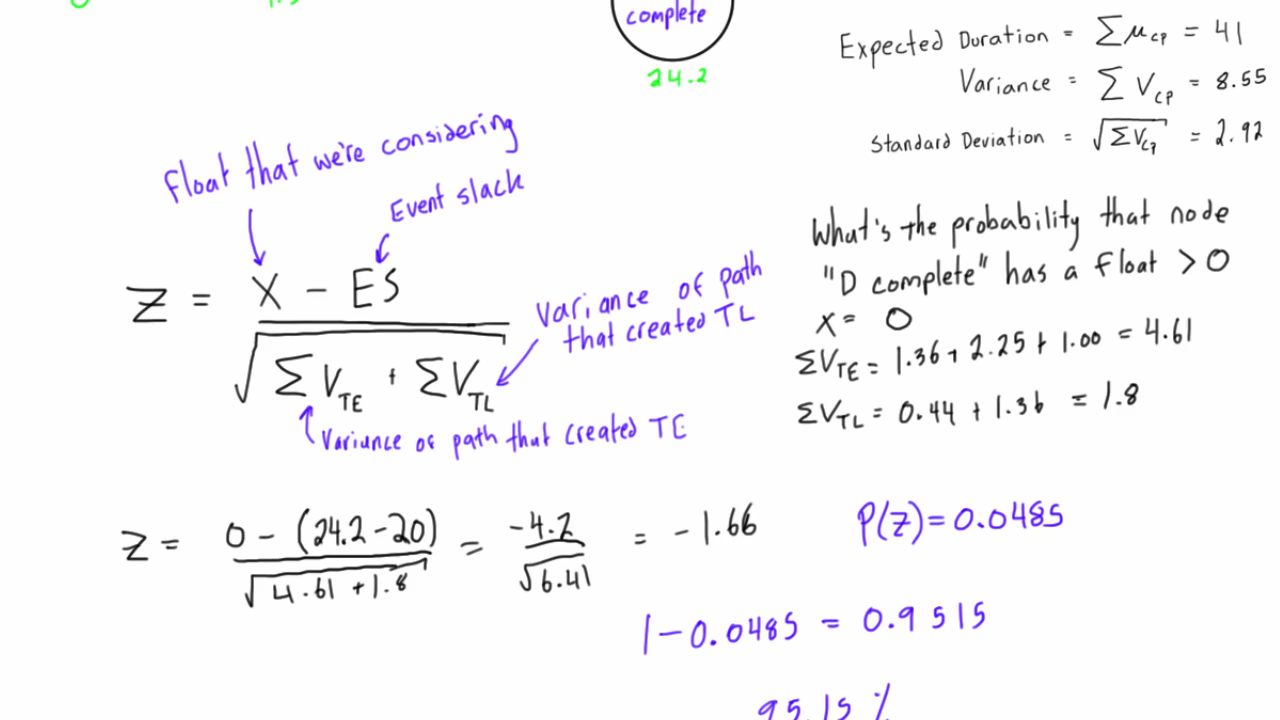 complete
24.2
Expected Duration = ∑μcp = 41
Variance = ∑ Vcp = 8.55
Standard Deviation = √∑Vcp = 2.92
float that we're considering
Event slack
Z = X - ES / √∑VTE + ∑VTL
Variance of path
that created TL
Variance of path that created TE
What's the probability that node
"D complete" has a float > 0
X = 0
∑VTE = 1.36 + 2.25 + 1.00 = 4.61
∑VTL = 0.44 + 1.36 = 1.8
Z = 0 - (24.2 - 20) / √4.61 + 1.8 = -4.2 / √6.41 = -1.66
P(Z) = 0.0485
1 - 0.0485 = 0.9515
95.15 %